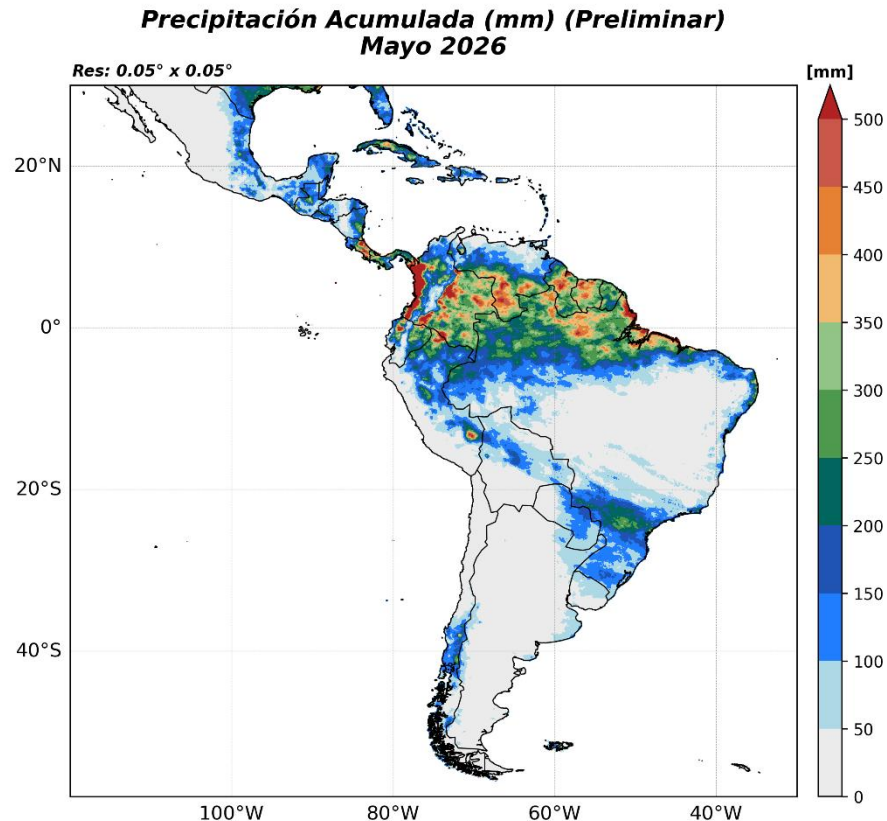 Precipitación Acumulada (mm) (Preliminar)
Mayo 2026
Res: 0.05° x 0.05°
[mm]
500
450
400
350
300
250
200
150
100
50
0
20°N
0°
20°S
40°S
100°W
80°W
60°W
40°W